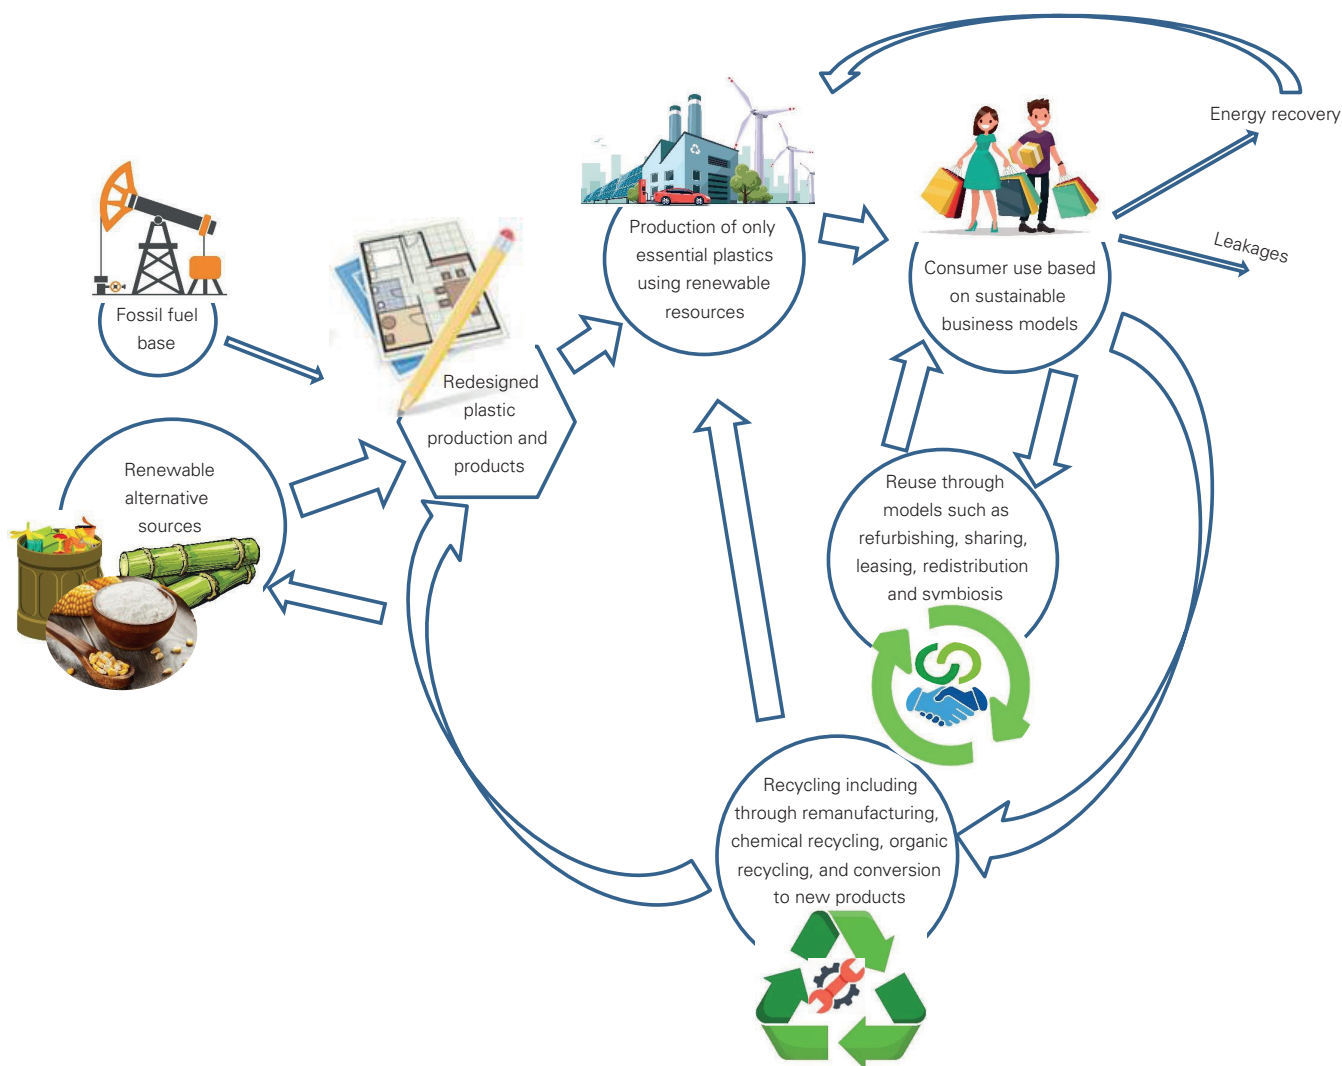 Energy recovery
Leakages
Production of only
essential plastics
using renewable
resources
Consumer use based
on sustainable
business models
Fossil fuel
base
Redesigned
plastic
production and
products
Renewable
alternative
sources
Reuse through
models such as
refurbishing, sharing,
leasing, redistribution
and symbiosis
Recycling including
through remanufacturing,
chemical recycling, organic
recycling, and conversion
to new products